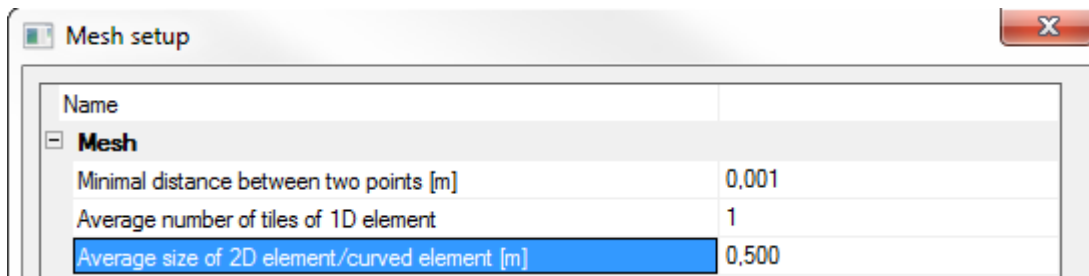 Mesh setup
Name
Mesh
Minimal distance between two points [m] 0,001
Average number of tiles of 1D element 1
Average size of 2D element/curved element [m] 0,500